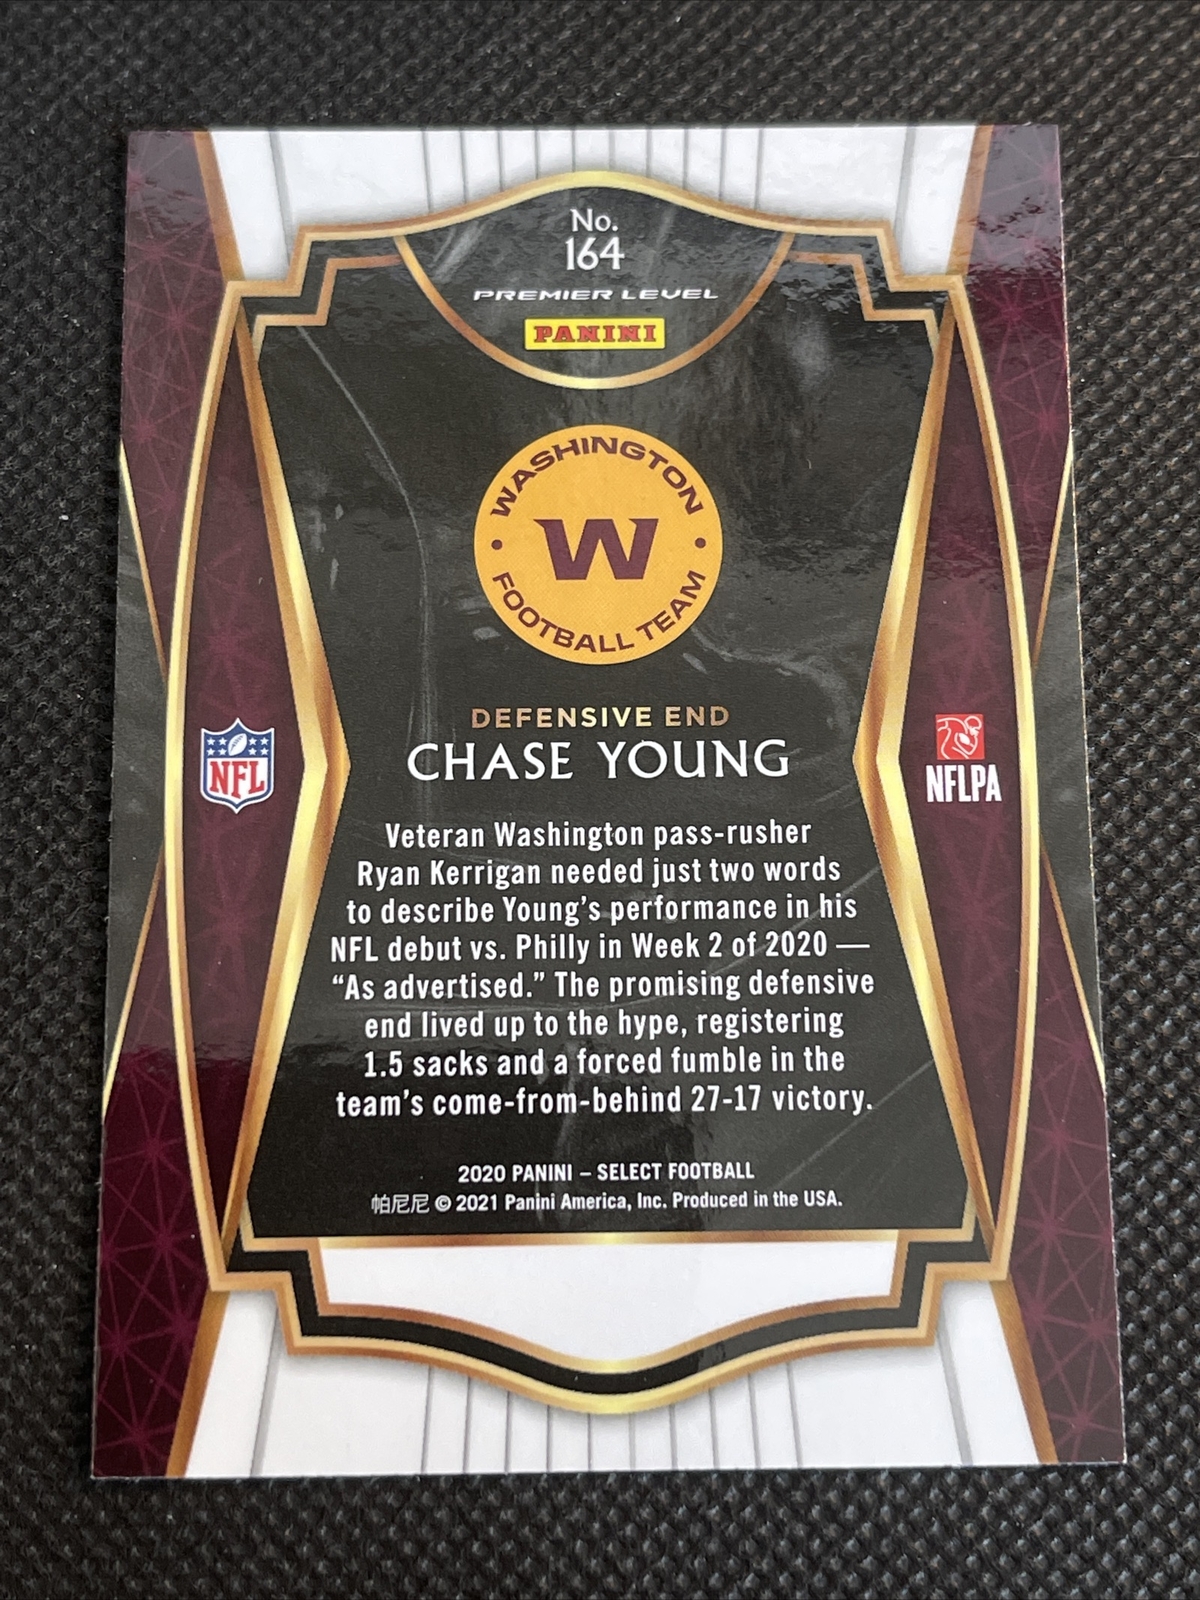 No.
164
PREMIER LEVEL
PANINI
WASHINGTON
W
FOOTBALL TEAM
DEFENSIVE END
CHASE YOUNG
NFL
NFLPA
Veteran Washington pass-rusher
Ryan Kerrigan needed just two words
to describe Young's performance in his
NFL debut vs. Philly in Week 2 of 2020 —
“As advertised.” The promising defensive
end lived up to the hype, registering
1.5 sacks and a forced fumble in the
team's come-from-behind 27-17 victory.
2020 PANINI – SELECT FOOTBALL
帕尼尼 © 2021 Panini America, Inc. Produced in the USA.